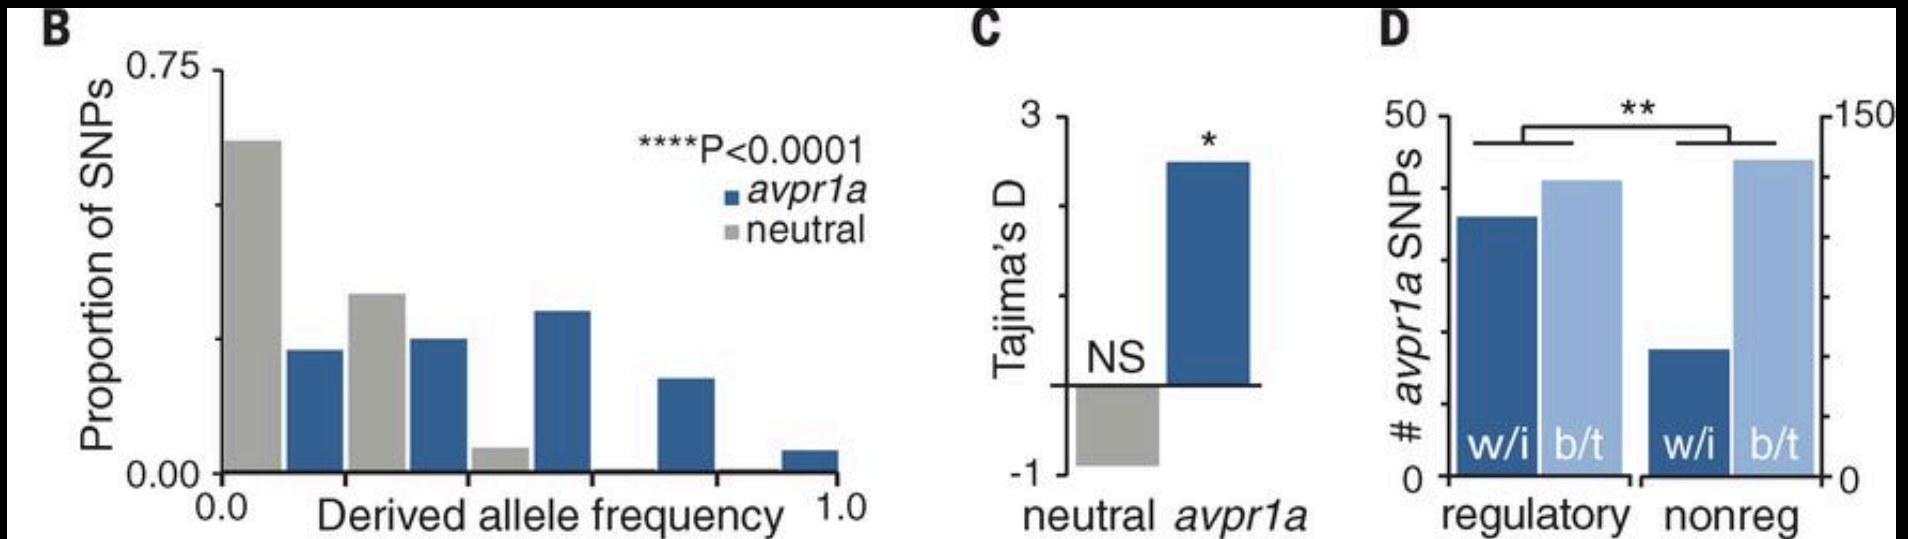 B
0.75
Proportion of SNPs
****P<0.0001
avpr1a
neutral
0.00
0.0
Derived allele frequency
1.0
C
3
*
Tajima's D
NS
-1
neutral avpr1a
D
50
**
150
# avpr1a SNPs
w/i b/t
w/i b/t
0
0
regulatory nonreg